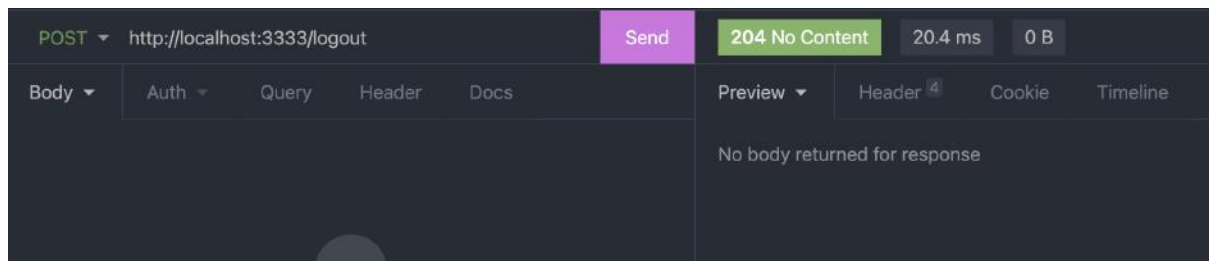 POST http://localhost:3333/logout Send 204 No Content 20.4 ms 0 B
Body Auth Query Header Docs Preview Header 4 Cookie Timeline
No body returned for response